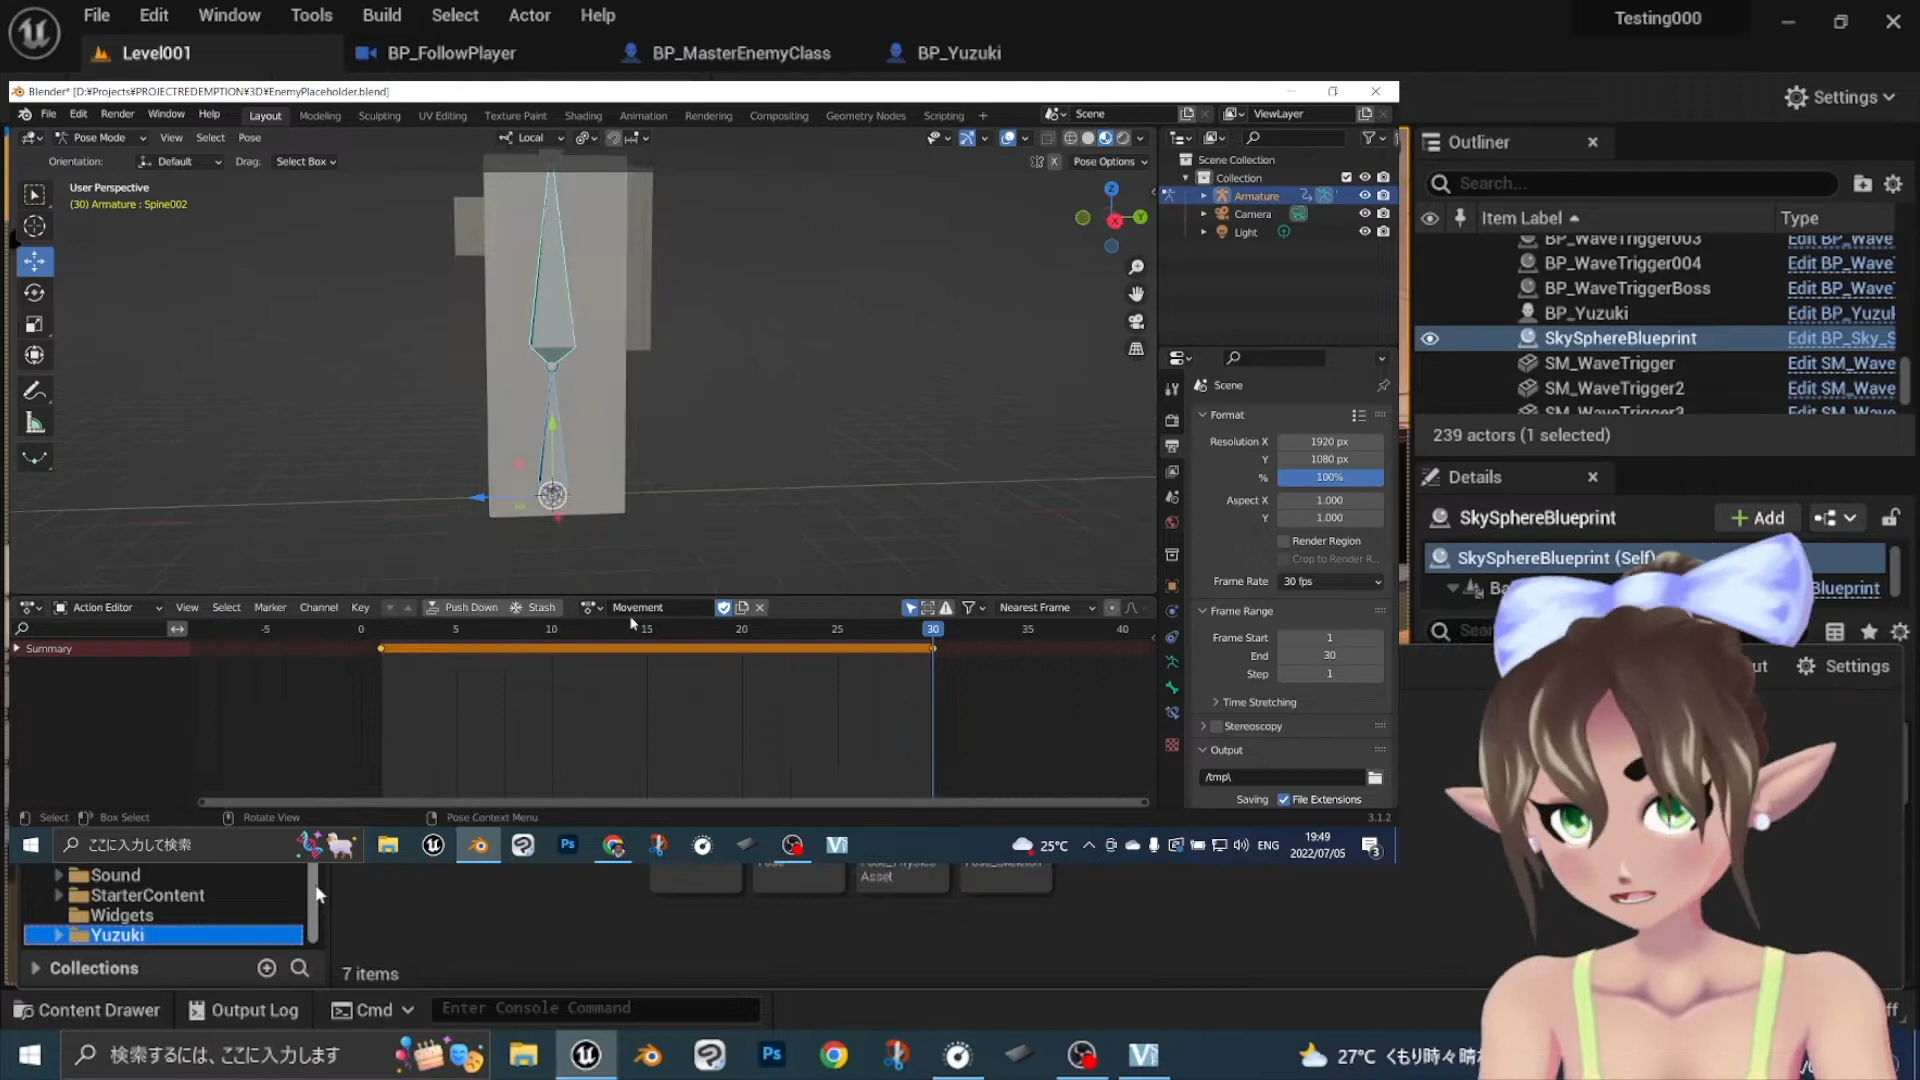 File Edit Window Tools Build Select Actor Help
Testing000
Level001 BP_FollowPlayer BP_MasterEnemyClass BP_Yuzuki
Settings
Blender* [D:¥Projects¥PROJECTREDEMPTION¥3D¥EnemyPlaceholder.blend]
File Edit Render Window Help Layout Modeling Sculpting UV Editing Texture Paint Shading Animation Rendering Compositing Geometry Nodes Scripting + Scene ViewLayer
Pose Mode View Select Pose Local
Orientation: Default Drag: Select Box X Pose Options
User Perspective
(30) Armature : Spine002
Z
Y
X
Scene Collection
Collection
Armature
Camera
Light
Scene
Format
Resolution X 1920 px
Y 1080 px
% 100%
Aspect X 1.000
Y 1.000
Render Region
Crop to Render R...
Frame Rate 30 fps
Frame Range
Frame Start 1
End 30
Step 1
Time Stretching
Stereoscopy
Output
/tmp\
Saving File Extensions
3.1.2
Action Editor View Select Marker Channel Key Push Down Stash Movement Nearest Frame
-5 0 5 10 15 20 25 30 35 40
Summary
Select Box Select Rotate View Pose Context Menu
ここに入力して検索
25°C ENG
19:49
2022/07/05
3
Outliner
Search...
Item Label Type
BP_WaveTrigger003 Edit BP_Wave
BP_WaveTrigger004 Edit BP_Wave
BP_WaveTriggerBoss Edit BP_Wave
BP_Yuzuki Edit BP_Yuzuk
SkySphereBlueprint Edit BP_Sky_S
SM_WaveTrigger Edit SM_Wave
SM_WaveTrigger2 Edit SM_Wave
SM_WaveTrigger3 Edit SM_Wave
239 actors (1 selected)
Details
SkySphereBlueprint Add
SkySphereBlueprint (Self)
Blueprint
Settings
Sound
StarterContent
Widgets
Yuzuki
Asset
Collections
7 items
Content Drawer Output Log Cmd Enter Console Command
検索するには、ここに入力します
Ps
27°C くもり時々晴